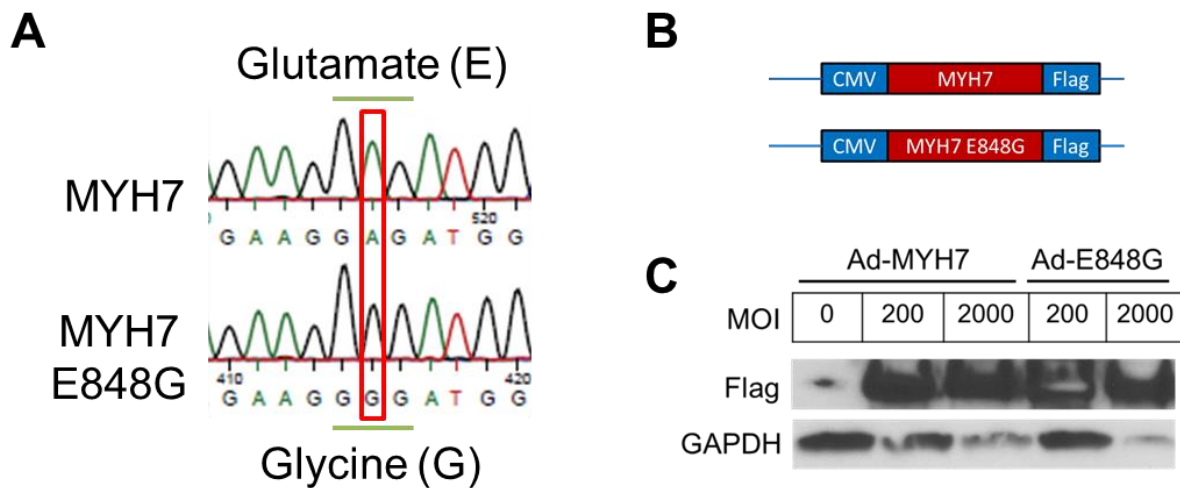 A
Glutamate (E)
MYH7
520
G A A G G A G A T G G
MYH7
E848G
410
420
G A A G G G G A T G G
Glycine (G)
B
CMV MYH7 Flag
CMV MYH7 E848G Flag
C
Ad-MYH7 Ad-E848G
MOI 0 200 2000 200 2000
Flag
GAPDH